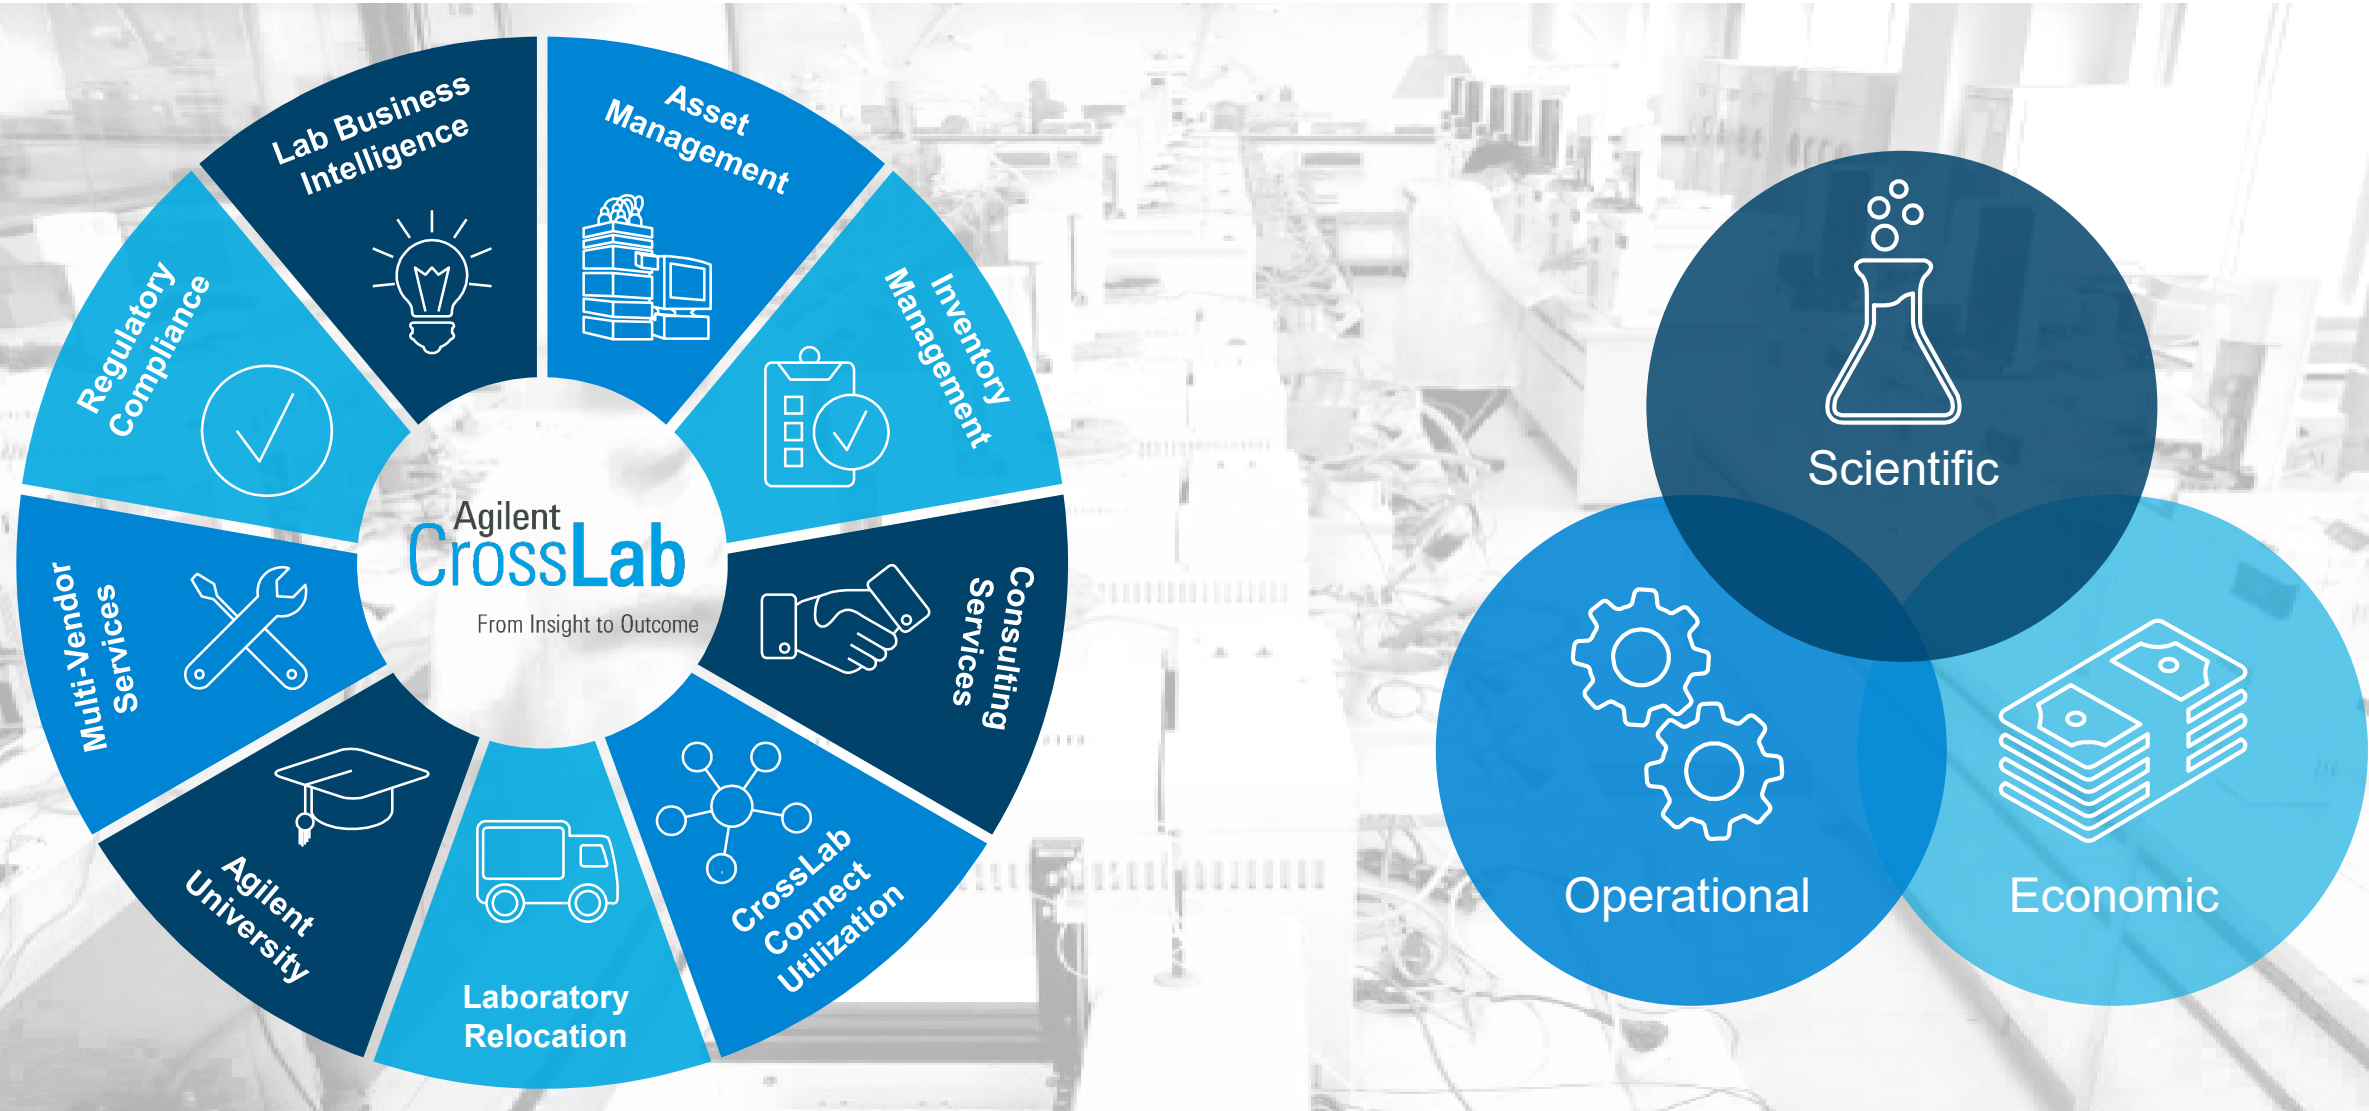 Asset
Management
Inventory
Management
Consulting
Services
CrossLab
Connect
Utilization
Laboratory
Relocation
Agilent
University
Multi-Vendor
Services
Regulatory
Compliance
Lab Business
Intelligence
Agilent
CrossLab
From Insight to Outcome
Scientific
Operational
Economic